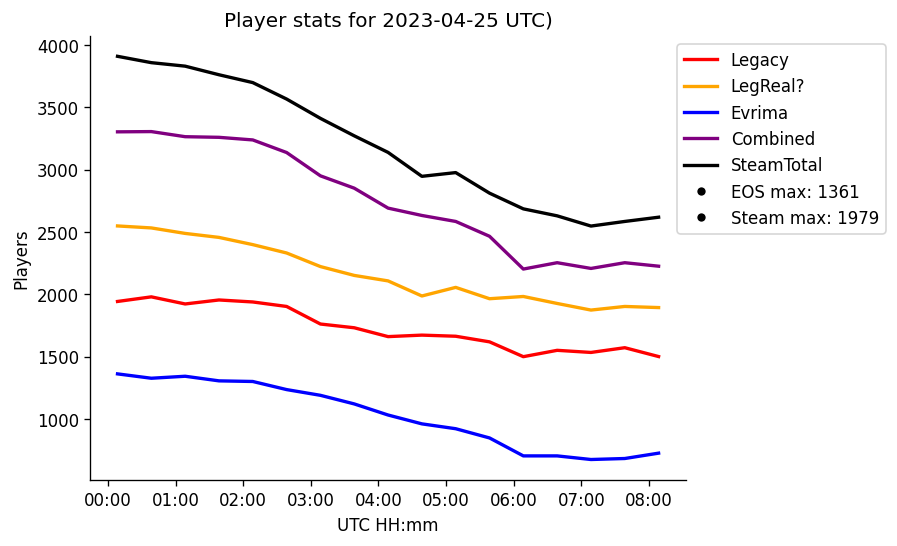 Player stats for 2023-04-25 UTC)
4000
3500
3000
2500
2000
1500
1000
Players
00:00 01:00 02:00 03:00 04:00 05:00 06:00 07:00 08:00
UTC HH:mm
Legacy
LegReal?
Evrima
Combined
SteamTotal
EOS max: 1361
Steam max: 1979